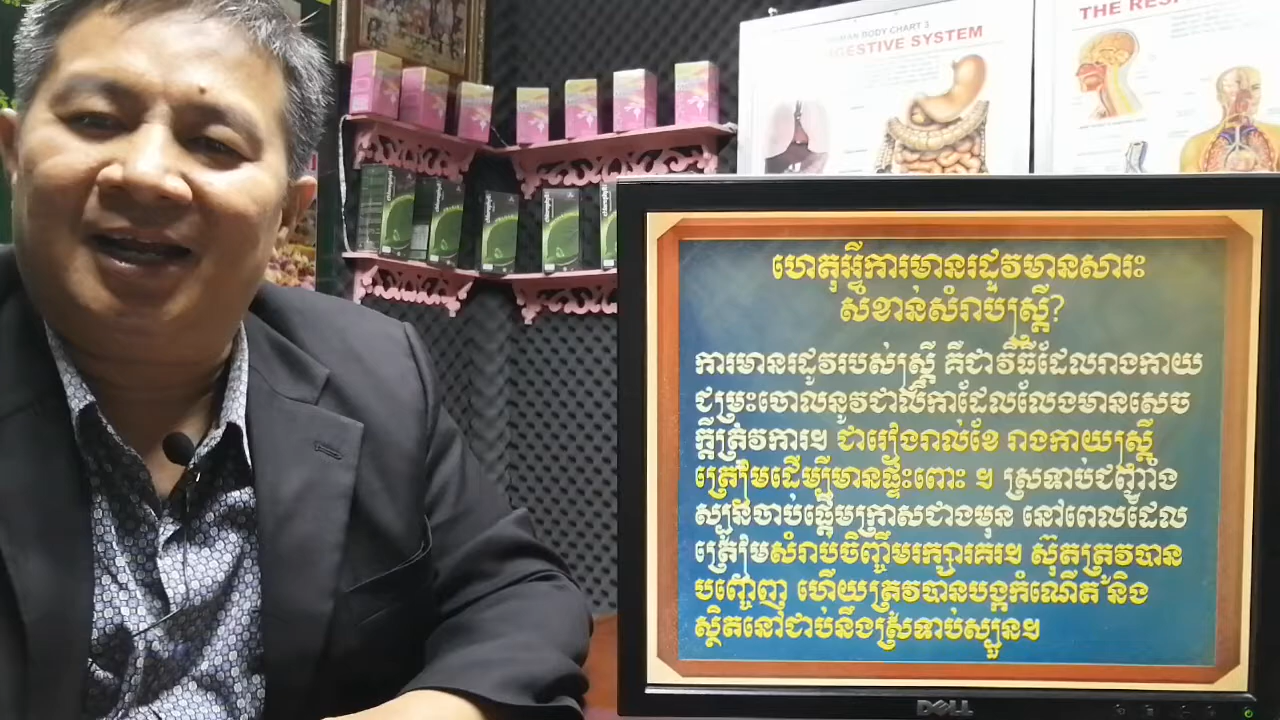 HUMAN BODY CHART 3
DIGESTIVE SYSTEM
THE RESP
ហេតុអ្វីការមានរដូវមានសារះ
សខាន់សំរាប់ស្ត្រី?
ការមានរដូវរបស់ស្ត្រី គឺជាវិធីដែលរាងកាយ
ជម្រះចោលនូវជាលិកាដែលលែងមានសេច
ក្តីត្រូវការ។ ជារៀងរាល់ខែ រាងកាយស្ត្រី
ត្រៀមដើម្បីមានផ្ទៃពោះ ។ ស្រទាប់ជញ្ជាំង
ស្បូនចាប់ផ្តើមក្រាសជាងមុន នៅពេលដែល
ត្រៀមសំរាប់ចិញ្ចឹមរក្សាគភ៌។ ស៊ុតត្រូវបាន
បញ្ចេញ ហើយត្រូវបានបង្កកំណើត និង
ស្ថិតនៅជាប់នឹងស្រទាប់ស្បូន។
DELL